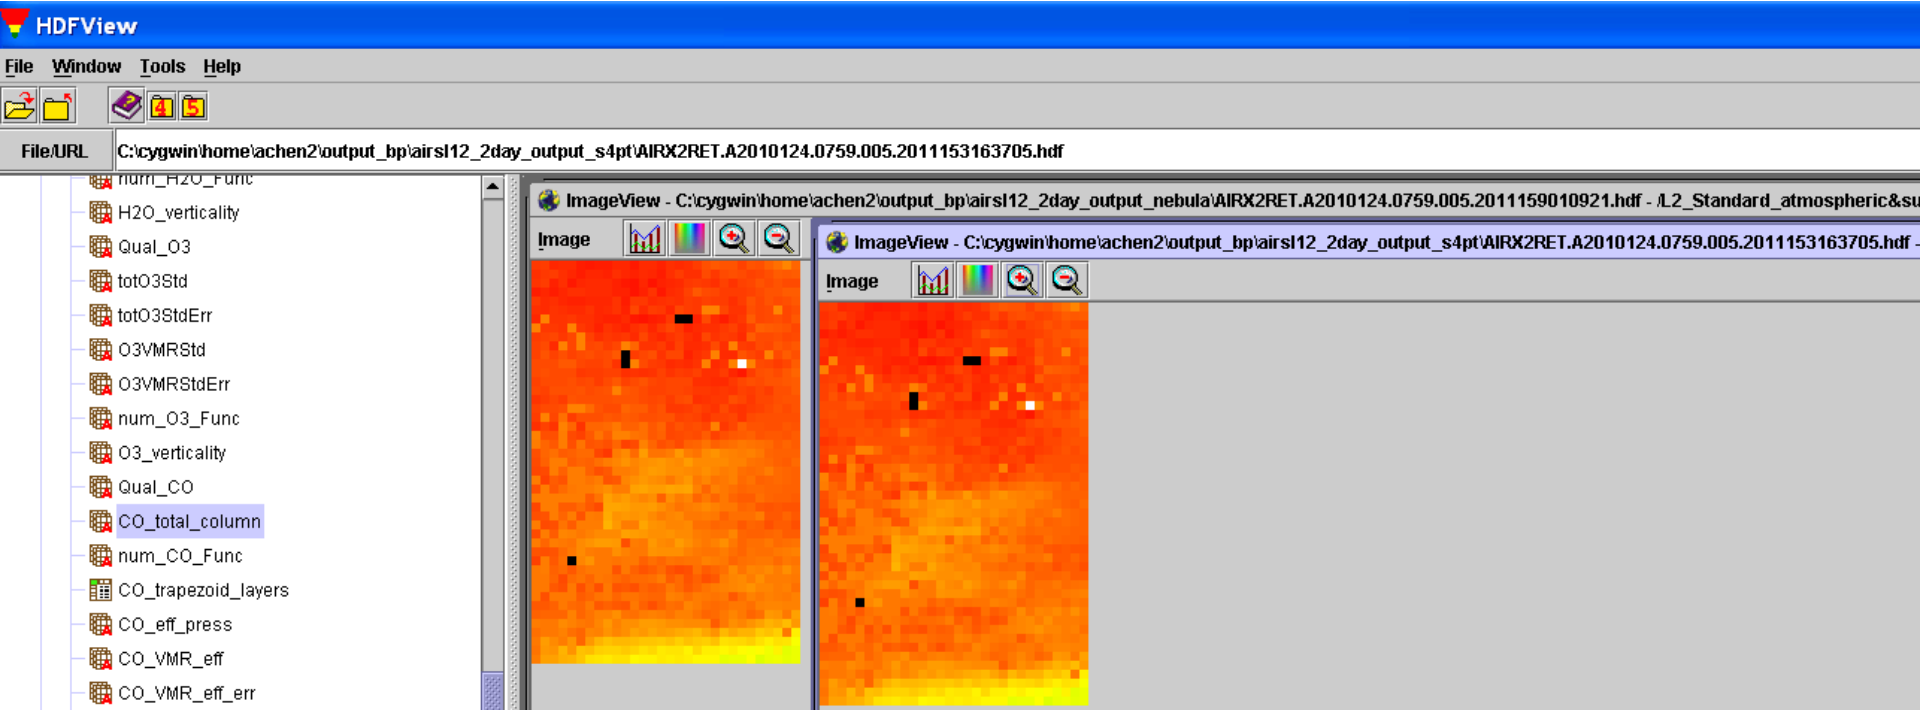 HDFView
File Window Tools Help
4 5
File/URL C:\cygwin\home\achen2\output_bp\airsl12_2day_output_s4pt\AIRX2RET.A2010124.0759.005.2011153163705.hdf
num_H2O_Func
H2O_verticality
Qual_O3
totO3Std
totO3StdErr
O3VMRStd
O3VMRStdErr
num_O3_Func
O3_verticality
Qual_CO
CO_total_column
num_CO_Func
CO_trapezoid_layers
CO_eff_press
CO_VMR_eff
CO_VMR_eff_err
ImageView - C:\cygwin\home\achen2\output_bp\airsl12_2day_output_nebula\AIRX2RET.A2010124.0759.005.2011159010921.hdf - /L2_Standard_atmospheric&su
Image
ImageView - C:\cygwin\home\achen2\output_bp\airsl12_2day_output_s4pt\AIRX2RET.A2010124.0759.005.2011153163705.hdf -
Image